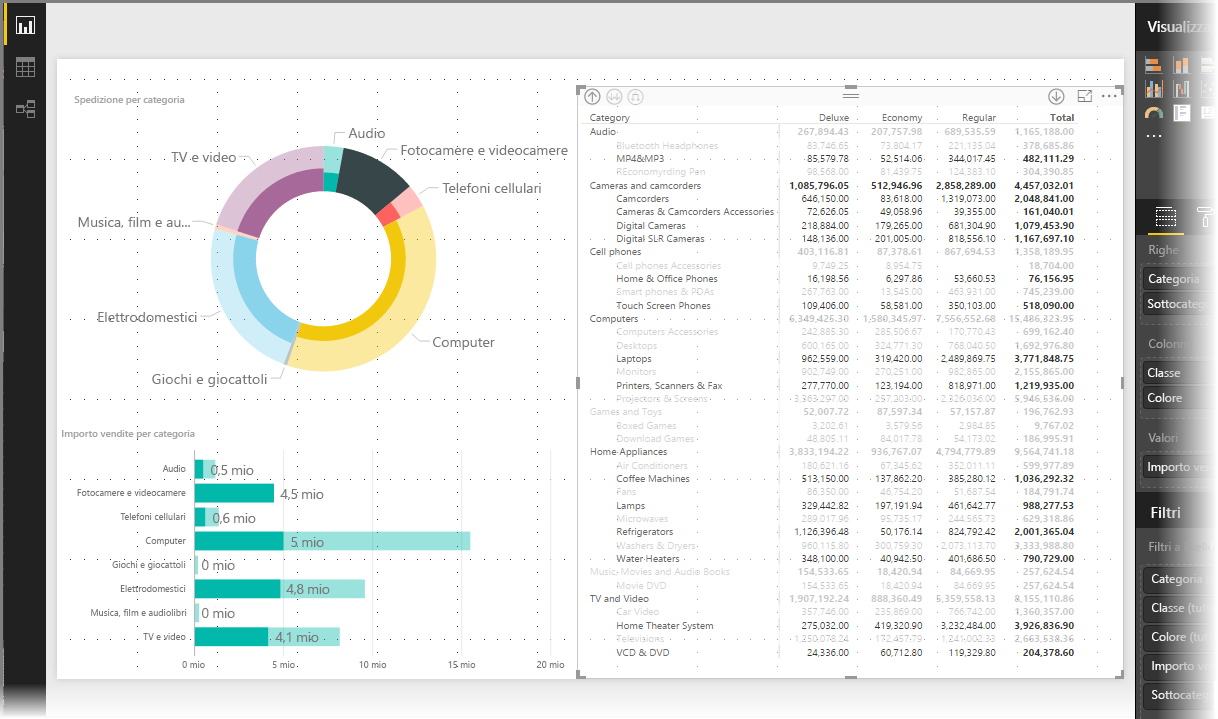 Spedizione per categoria
Audio
Fotocamere e videocamere
Telefoni cellulari
Computer
Giochi e giocattoli
Elettrodomestici
Musica, film e au...
TV e video
Importo vendite per categoria
Audio 0,5 mio
Fotocamere e videocamere 4,5 mio
Telefoni cellulari 0,6 mio
Computer 5 mio
Giochi e giocattoli 0 mio
Elettrodomestici 4,8 mio
Musica, film e audiolibri 0 mio
TV e video 4,1 mio
0 mio 5 mio 10 mio 15 mio 20 mio
Category Deluxe Economy Regular Total
Audio 267,894.43 207,757.98 689,535.59 1,165,188.00
Bluetooth Headphones 83,746.65 73,804.17 221,135.04 378,685.86
MP4&MP3 85,579.78 52,514.06 344,017.45 482,111.29
REconomyrding Pen 98,568.00 81,439.75 124,383.10 304,390.85
Cameras and camcorders 1,085,796.05 512,946.96 2,858,289.00 4,457,032.01
Camcorders 646,150.00 83,618.00 1,319,073.00 2,048,841.00
Cameras & Camcorders Accessories 72,626.05 49,058.96 39,355.00 161,040.01
Digital Cameras 218,884.00 179,265.00 681,304.90 1,079,453.90
Digital SLR Cameras 148,136.00 201,005.00 818,556.10 1,167,697.10
Cell phones 403,116.81 87,378.61 867,694.53 1,358,189.95
Cell phones Accessories 9,749.25 8,954.75 18,704.00
Home & Office Phones 16,198.56 6,297.86 53,660.53 76,156.95
Smart phones & PDAs 267,763.00 13,545.00 463,931.00 745,239.00
Touch Screen Phones 109,406.00 58,581.00 350,103.00 518,090.00
Computers 6,349,425.30 1,580,345.97 7,556,552.68 15,486,323.95
Computers Accessories 242,885.30 285,506.67 170,770.43 699,162.40
Desktops 600,165.00 324,771.30 768,040.50 1,692,976.80
Laptops 962,559.00 319,420.00 2,489,869.75 3,771,848.75
Monitors 902,749.00 270,251.00 982,865.00 2,155,865.00
Printers, Scanners & Fax 277,770.00 123,194.00 818,971.00 1,219,935.00
Projectors & Screens 3,363,297.00 257,303.00 2,326,036.00 5,946,536.00
Games and Toys 52,007.72 87,597.34 57,157.87 196,762.93
Boxed Games 3,202.61 3,579.56 2,984.85 9,767.02
Download Games 48,805.11 84,017.78 54,173.02 186,995.91
Home Appliances 3,833,194.22 936,767.07 4,794,779.89 9,564,741.18
Air Conditioners 180,621.16 67,345.62 352,011.11 599,977.89
Coffee Machines 513,150.00 137,862.20 385,280.12 1,036,292.32
Fans 86,350.00 46,754.20 51,687.54 184,791.74
Lamps 329,442.82 197,191.94 461,642.77 988,277.53
Microwaves 289,017.96 95,735.17 244,565.73 629,318.86
Refrigerators 1,126,396.48 50,176.14 824,792.42 2,001,365.04
Washers & Dryers 960,115.80 300,759.30 2,073,113.70 3,333,988.80
Water Heaters 348,100.00 40,942.50 401,686.50 790,729.00
Music, Movies and Audio Books 154,533.65 18,420.94 84,669.95 257,624.54
Movie DVD 154,533.65 18,420.94 84,669.95 257,624.54
TV and Video 1,907,192.24 888,360.49 5,359,558.13 8,155,110.86
Car Video 357,746.00 235,869.00 766,742.00 1,360,357.00
Home Theater System 275,032.00 419,320.90 3,232,484.00 3,926,836.90
Televisions 1,250,078.24 172,457.79 1,241,002.33 2,663,538.36
VCD & DVD 24,336.00 60,712.80 119,329.80 204,378.60
Visualizza
Righe
Categoria
Sottocateg
Colonn
Classe
Colore
Valori
Importo ve
Filtri
Filtri a
Categoria
Classe (tut
Colore (tut
Importo ve
Sottocateg